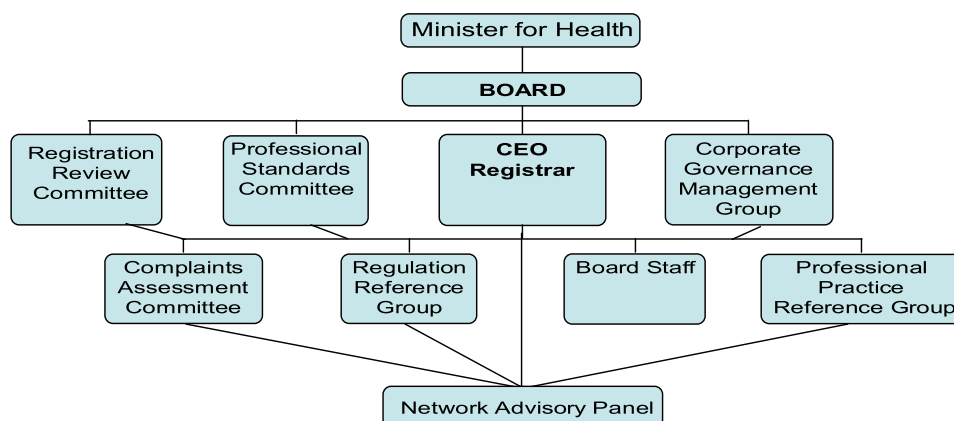 Minister for Health
BOARD
Registration
Review
Committee
Professional
Standards
Committee
CEO
Registrar
Corporate
Governance
Management
Group
Complaints
Assessment
Committee
Regulation
Reference
Group
Board Staff
Professional
Practice
Reference Group
Network Advisory Panel